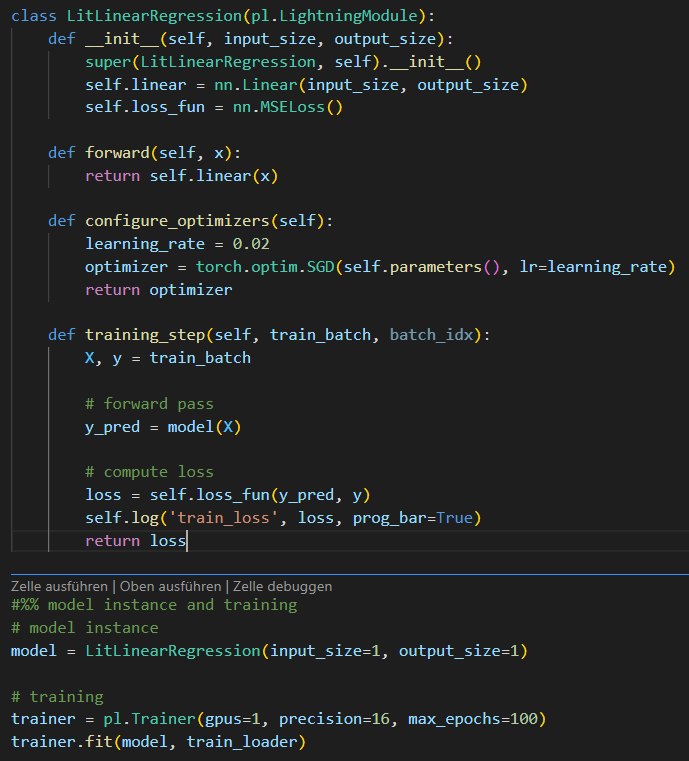 class LitLinearRegression(pl.LightningModule):
    def __init__(self, input_size, output_size):
        super(LitLinearRegression, self).__init__()
        self.linear = nn.Linear(input_size, output_size)
        self.loss_fun = nn.MSELoss()

    def forward(self, x):
        return self.linear(x)

    def configure_optimizers(self):
        learning_rate = 0.02
        optimizer = torch.optim.SGD(self.parameters(), lr=learning_rate)
        return optimizer

    def training_step(self, train_batch, batch_idx):
        X, y = train_batch

        # forward pass
        y_pred = model(X)

        # compute loss
        loss = self.loss_fun(y_pred, y)
        self.log('train_loss', loss, prog_bar=True)
        return loss

Zelle ausführen | Oben ausführen | Zelle debuggen
#%% model instance and training
# model instance
model = LitLinearRegression(input_size=1, output_size=1)

# training
trainer = pl.Trainer(gpus=1, precision=16, max_epochs=100)
trainer.fit(model, train_loader)